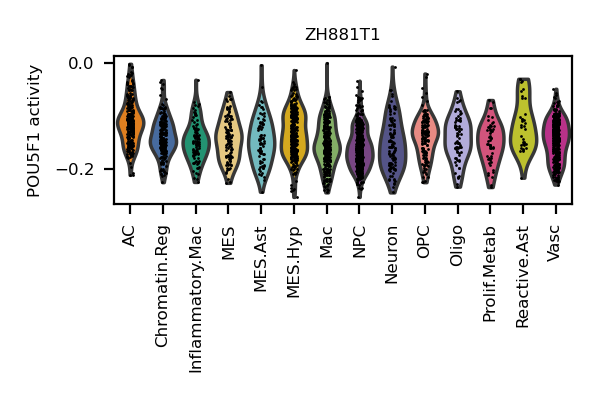 ZH881T1
POU5F1 activity
0.0
−0.2
AC
Chromatin.Reg
Inflammatory.Mac
MES
MES.Ast
MES.Hyp
Mac
NPC
Neuron
OPC
Oligo
Prolif.Metab
Reactive.Ast
Vasc